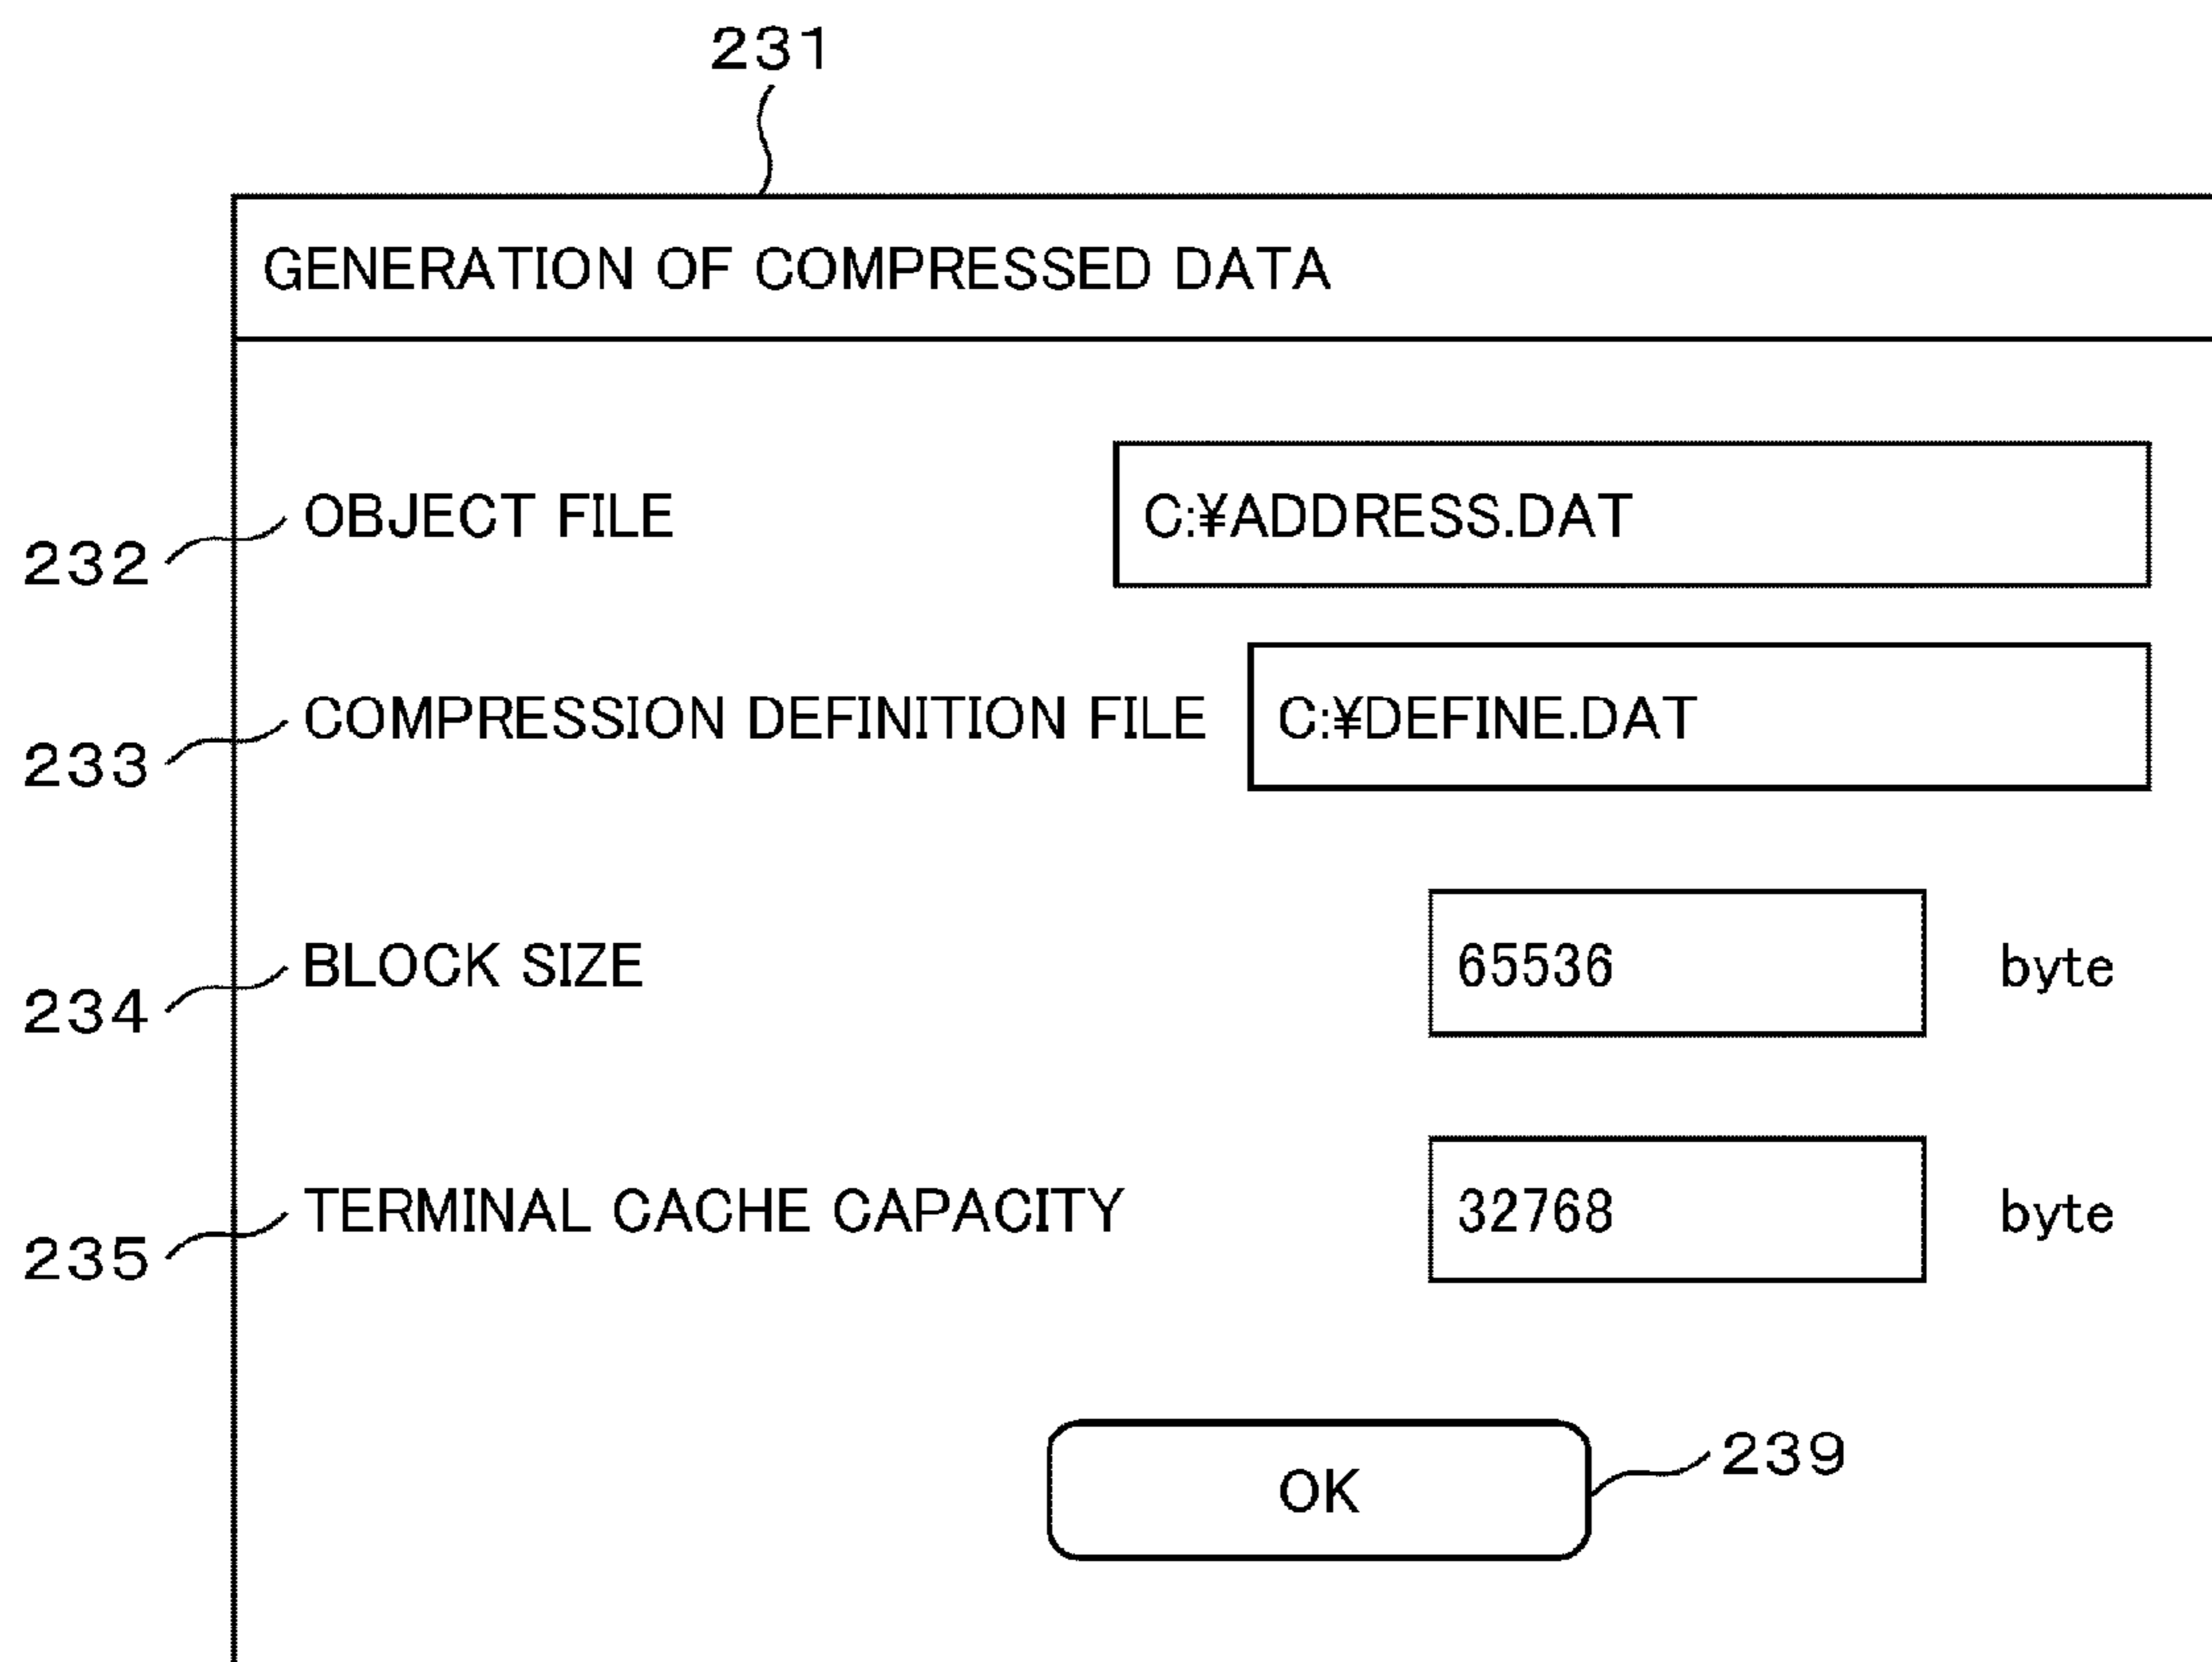 231
GENERATION OF COMPRESSED DATA
232 OBJECT FILE C:¥ADDRESS.DAT
233 COMPRESSION DEFINITION FILE C:¥DEFINE.DAT
234 BLOCK SIZE 65536 byte
235 TERMINAL CACHE CAPACITY 32768 byte
OK 239